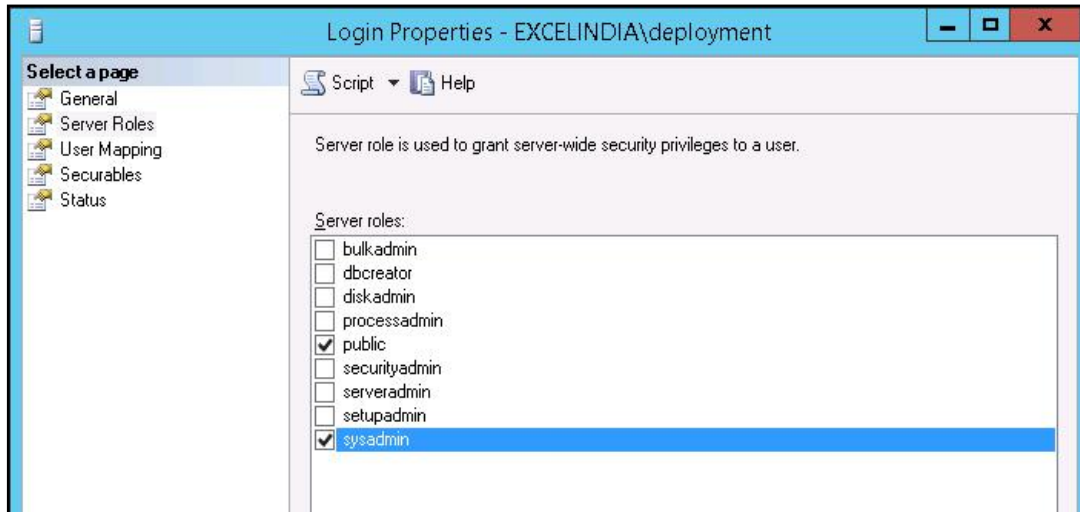 Login Properties - EXCELINDIA\deployment
Select a page
General
Server Roles
User Mapping
Securables
Status
Script Help
Server role is used to grant server-wide security privileges to a user.
Server roles:
bulkadmin
dbcreator
diskadmin
processadmin
public
securityadmin
serveradmin
setupadmin
sysadmin